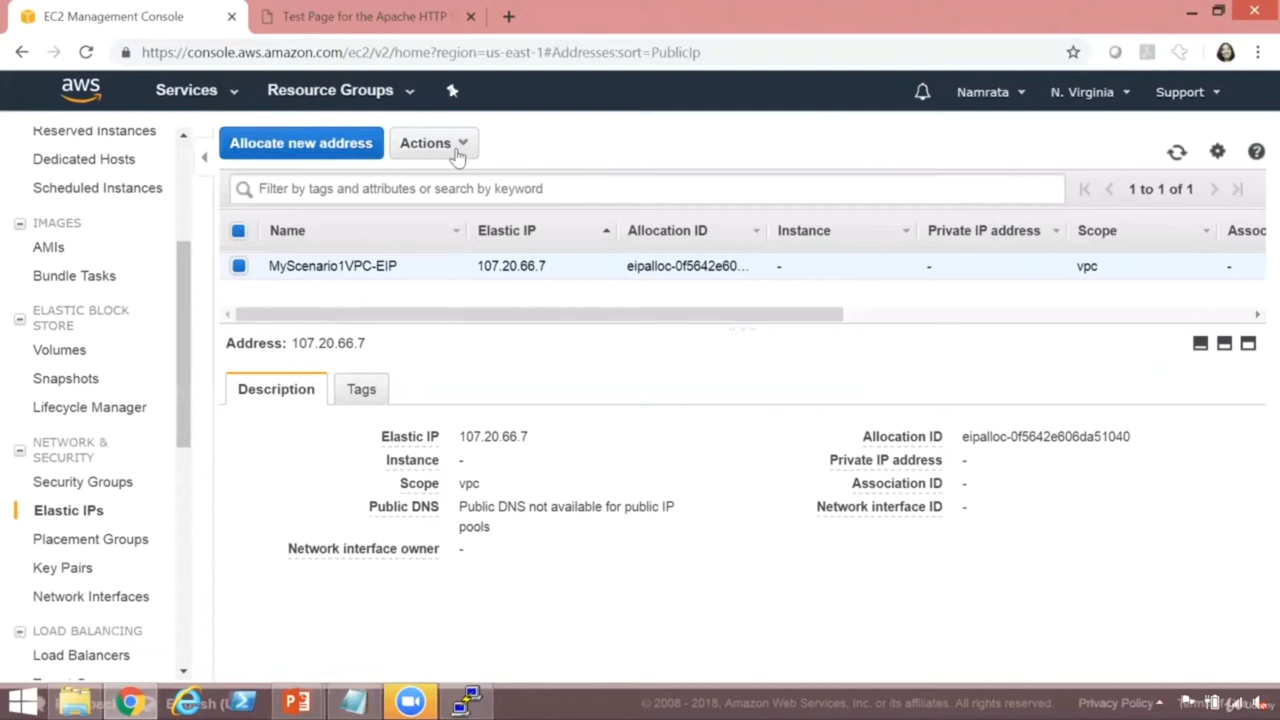 EC2 Management Console
Test Page for the Apache HTTP
https://console.aws.amazon.com/ec2/v2/home?region=us-east-1#Addresses:sort=PublicIp
aws
Services
Resource Groups
Namrata
N. Virginia
Support
Reserved Instances
Dedicated Hosts
Scheduled Instances
IMAGES
AMIs
Bundle Tasks
ELASTIC BLOCK
STORE
Volumes
Snapshots
Lifecycle Manager
NETWORK &
SECURITY
Security Groups
Elastic IPs
Placement Groups
Key Pairs
Network Interfaces
LOAD BALANCING
Load Balancers
Allocate new address
Actions
Filter by tags and attributes or search by keyword
1 to 1 of 1
Name Elastic IP Allocation ID Instance Private IP address Scope Assoc
MyScenario1VPC-EIP 107.20.66.7 eipalloc-0f5642e60... - - vpc -
Address: 107.20.66.7
Description
Tags
Elastic IP 107.20.66.7
Instance -
Scope vpc
Public DNS Public DNS not available for public IP
pools
Network interface owner -
Allocation ID eipalloc-0f5642e606da51040
Private IP address -
Association ID -
Network interface ID -
© 2008 - 2018, Amazon Web Services, Inc. or its affiliates. All rights reserved.
Privacy Policy